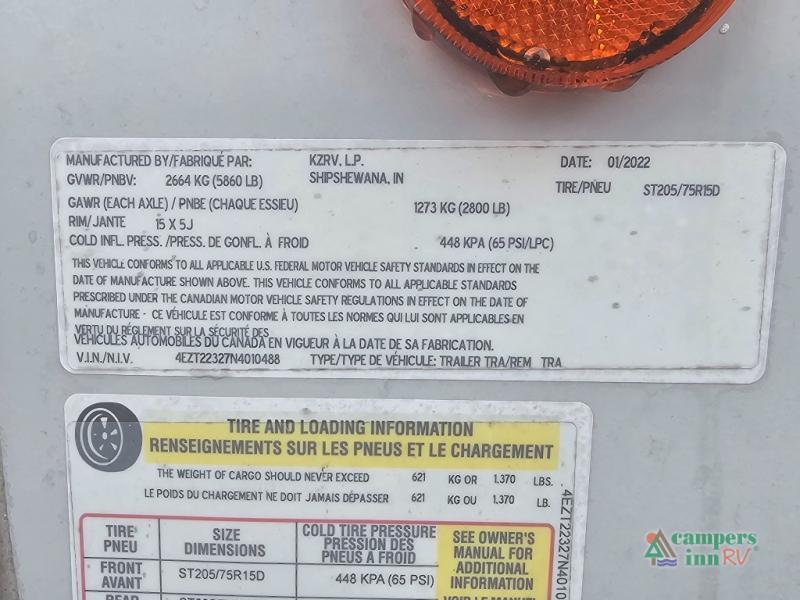 MANUFACTURED BY/FABRIQUÉ PAR: KZRV, L.P. DATE: 01/2022
GVWR/PNBV: 2664 KG (5860 LB) SHIPSHEWANA, IN TIRE/PNEU ST205/75R15D
GAWR (EACH AXLE) / PNBE (CHAQUE ESSIEU) 1273 KG (2800 LB)
RIM/JANTE 15 X 5J
COLD INFL. PRESS. /PRESS. DE GONFL. À FROID 448 KPA (65 PSI/LPC)
THIS VEHICLE CONFORMS TO ALL APPLICABLE U.S. FEDERAL MOTOR VEHICLE SAFETY STANDARDS IN EFFECT ON THE
DATE OF MANUFACTURE SHOWN ABOVE. THIS VEHICLE CONFORMS TO ALL APPLICABLE STANDARDS
PRESCRIBED UNDER THE CANADIAN MOTOR VEHICLE SAFETY REGULATIONS IN EFFECT ON THE DATE OF
MANUFACTURE - CE VÉHICULE EST CONFORME À TOUTES LES NORMES QUI LUI SONT APPLICABLES EN
VERTU DU RÉGLEMENT SUR LA SÉCURITÉ DES
VÉHICULES AUTOMOBILES DU CANADA EN VIGUEUR À LA DATE DE SA FABRICATION.
V.I.N./N.I.V. 4EZT22327N4010488 TYPE/TYPE DE VÉHICULE: TRAILER TRA/REM TRA
TIRE AND LOADING INFORMATION
RENSEIGNEMENTS SUR LES PNEUS ET LE CHARGEMENT
THE WEIGHT OF CARGO SHOULD NEVER EXCEED 621 KG OR 1,370 LBS.
LE POIDS DU CHARGEMENT NE DOIT JAMAIS DÉPASSER 621 KG OU 1,370 LB.
TIRE
PNEU
SIZE
DIMENSIONS
COLD TIRE PRESSURE
PRESSION DES
PNEUS A FROID
SEE OWNER'S
MANUAL FOR
ADDITIONAL
INFORMATION
FRONT
AVANT
ST205/75R15D
448 KPA (65 PSI)
4EZT22327N4010
campers
inn RV